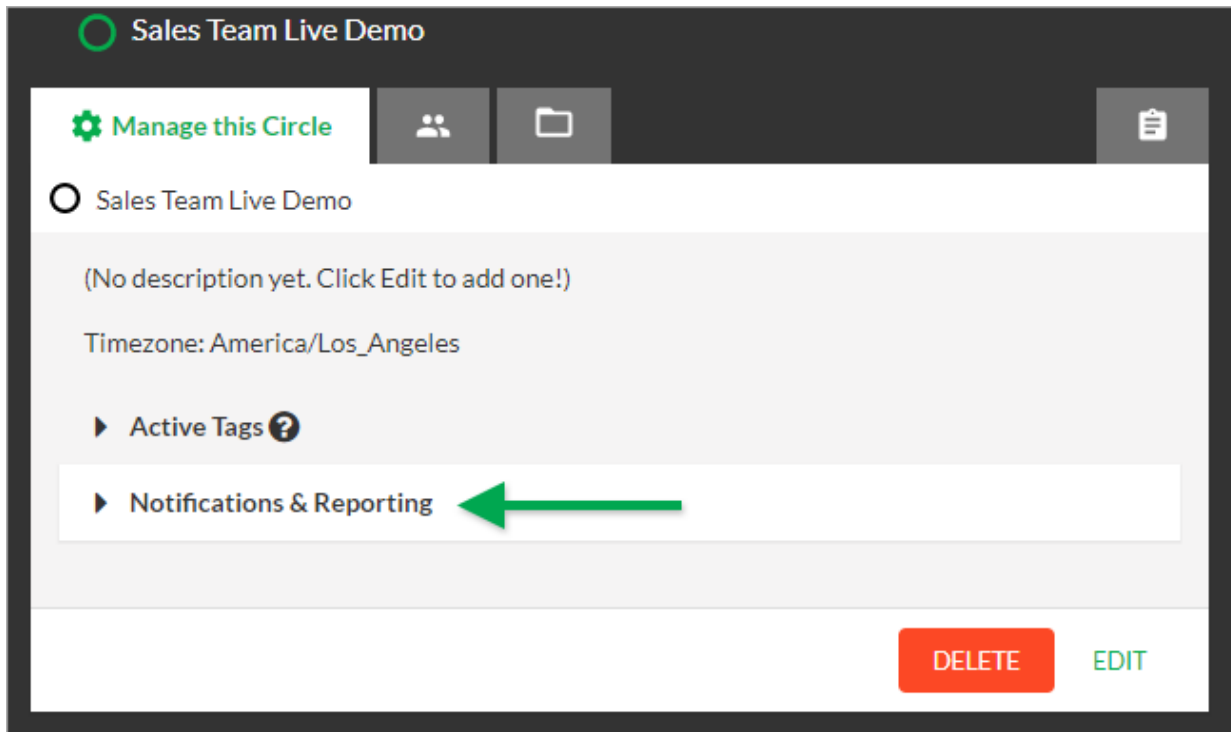 Sales Team Live Demo
Manage this Circle
Sales Team Live Demo
(No description yet. Click Edit to add one!)
Timezone: America/Los_Angeles
Active Tags ?
Notifications & Reporting
DELETE EDIT